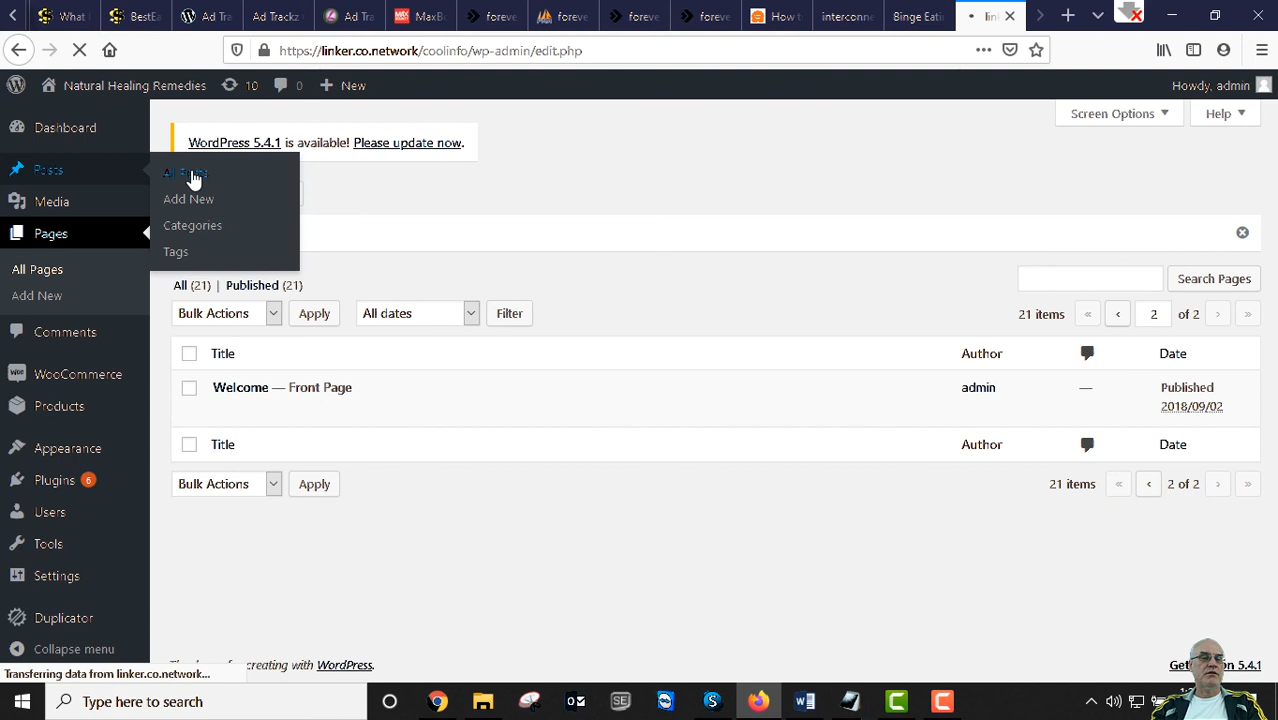 What I
BestEa
Ad Tra
Ad Trackz
Ad Tra
MaxB
foreve
foreve
foreve
foreve
How to
interconne
Binge Eati
link
https://linker.co.network/coolinfo/wp-admin/edit.php
Natural Healing Remedies
10
0
New
Howdy, admin
Dashboard
Posts
Media
Pages
All Pages
Add New
Comments
WooCommerce
Products
Appearance
Plugins 6
Users
Tools
Settings
Duplicator
Collapse menu
Add New
Categories
Tags
Screen Options
Help
WordPress 5.4.1 is available! Please update now.
All (21) | Published (21)
Search Pages
Bulk Actions
Apply
All dates
Filter
21 items « ‹ 2 of 2 › »
Title
Author
Date
Welcome — Front Page
admin
—
Published
2018/09/02
Title
Author
Date
Bulk Actions
Apply
21 items « ‹ 2 of 2 › »
creating with WordPress.
5.4.1
Transferring data from linker.co.network...
Type here to search